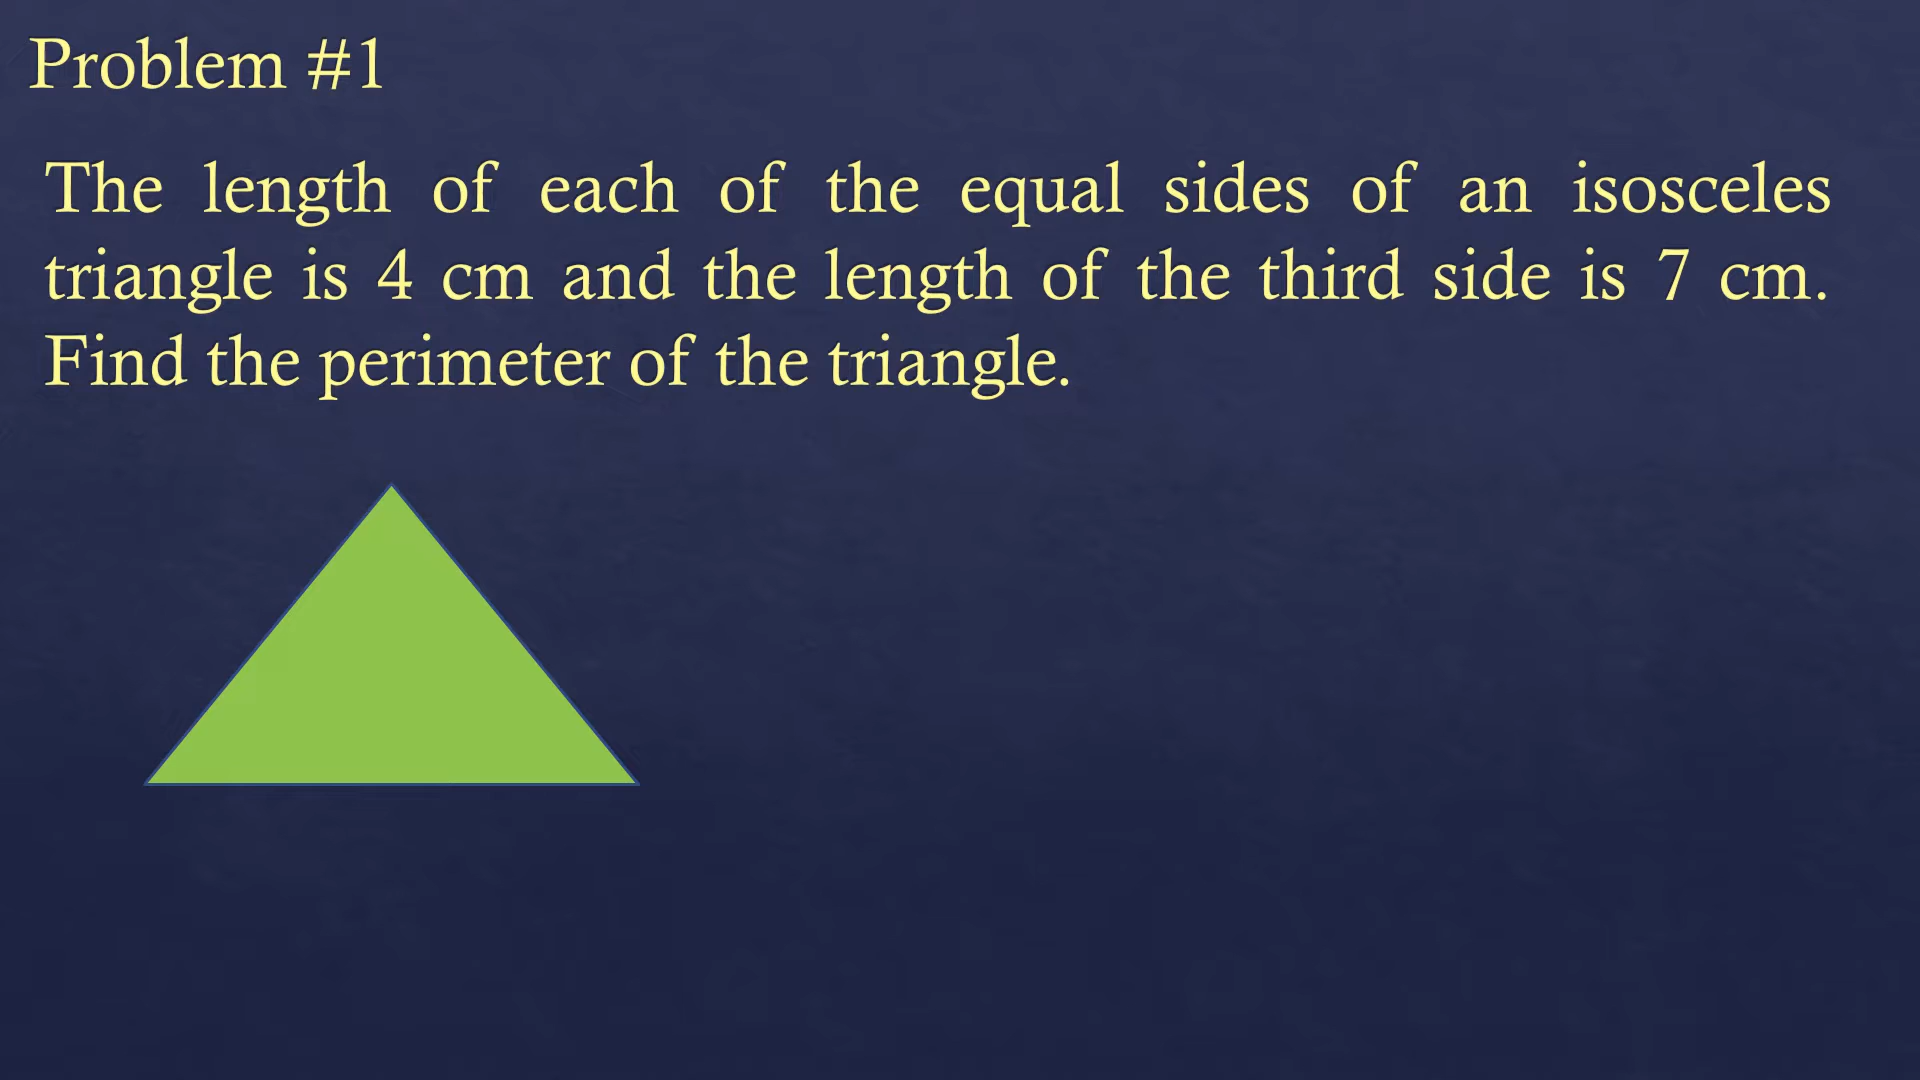 Problem #1
The length of each of the equal sides of an isosceles
triangle is 4 cm and the length of the third side is 7 cm.
Find the perimeter of the triangle.